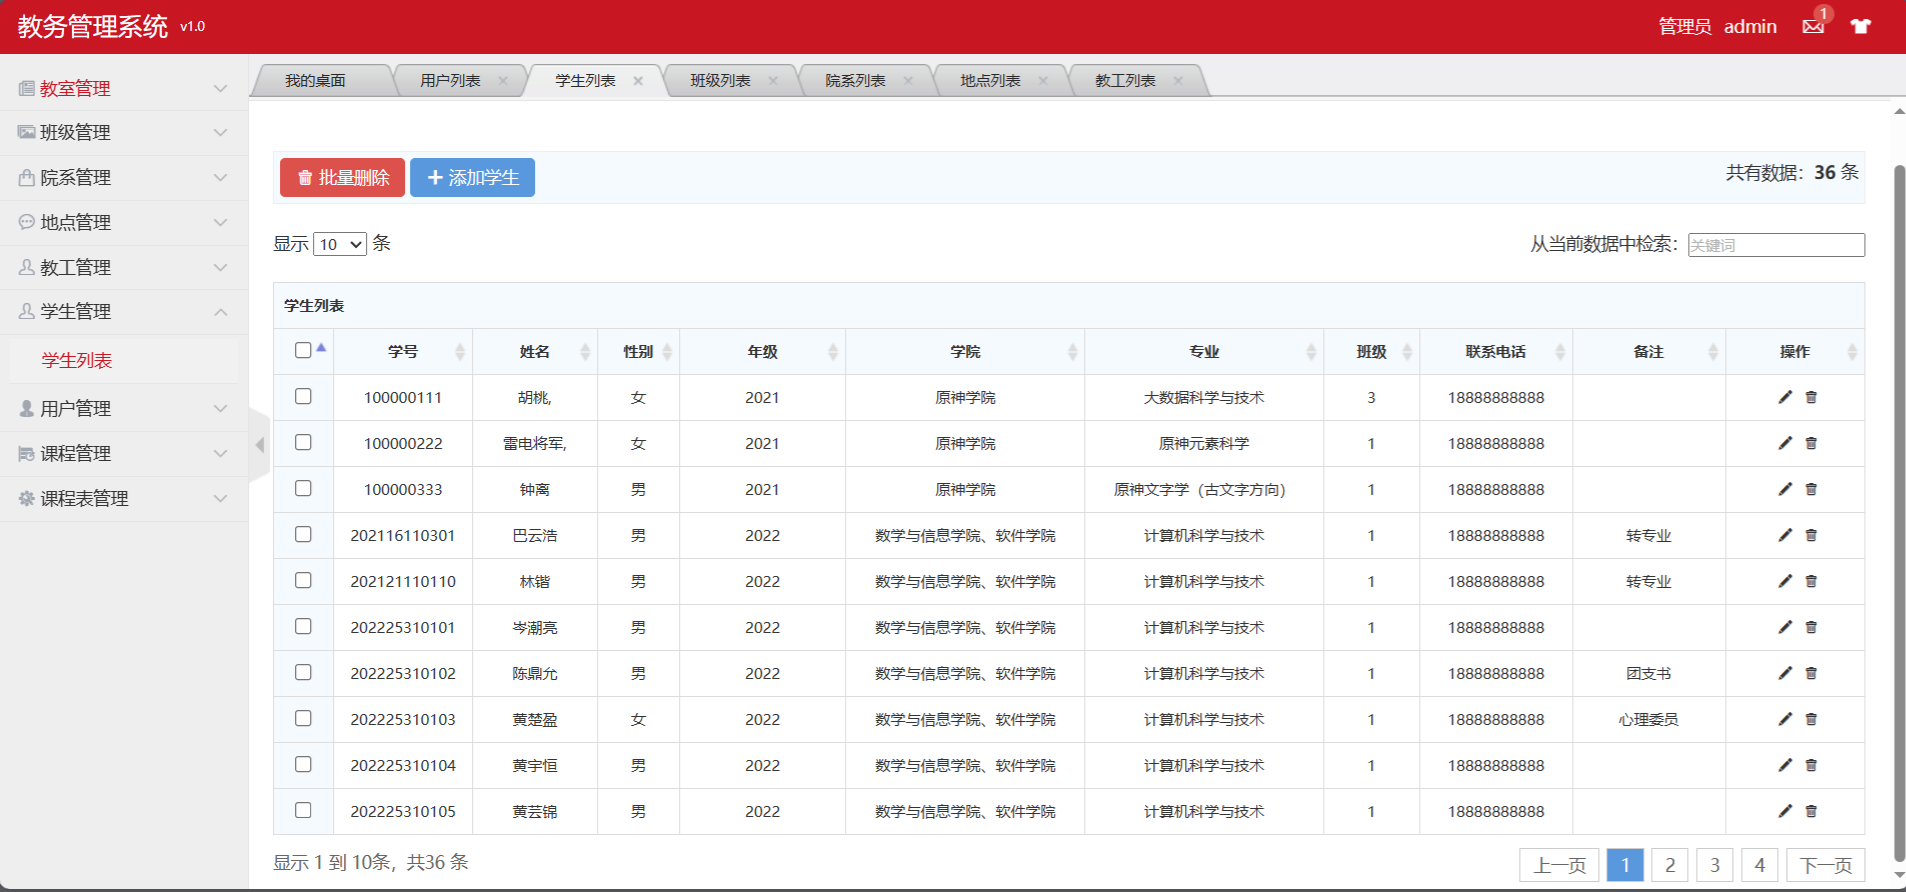 教务管理系统 v1.0
管理员 admin 1
教室管理
班级管理
院系管理
地点管理
教工管理
学生管理
学生列表
用户管理
课程管理
课程表管理
我的桌面 用户列表 学生列表 班级列表 院系列表 地点列表 教工列表
批量删除 添加学生 共有数据：36 条
显示 10 条 从当前数据中检索： 关键词
学生列表
学号 姓名 性别 年级 学院 专业 班级 联系电话 备注 操作
100000111 胡桃, 女 2021 原神学院 大数据科学与技术 3 18888888888
100000222 雷电将军, 女 2021 原神学院 原神元素科学 1 18888888888
100000333 钟离 男 2021 原神学院 原神文字学（古文字方向） 1 18888888888
202116110301 巴云浩 男 2022 数学与信息学院、软件学院 计算机科学与技术 1 18888888888 转专业
202121110110 林锴 男 2022 数学与信息学院、软件学院 计算机科学与技术 1 18888888888 转专业
202225310101 岑潮亮 男 2022 数学与信息学院、软件学院 计算机科学与技术 1 18888888888
202225310102 陈鼎允 男 2022 数学与信息学院、软件学院 计算机科学与技术 1 18888888888 团支书
202225310103 黄楚盈 女 2022 数学与信息学院、软件学院 计算机科学与技术 1 18888888888 心理委员
202225310104 黄宇恒 男 2022 数学与信息学院、软件学院 计算机科学与技术 1 18888888888
202225310105 黄芸锦 男 2022 数学与信息学院、软件学院 计算机科学与技术 1 18888888888
显示 1 到 10条，共36 条
上一页 1 2 3 4 下一页